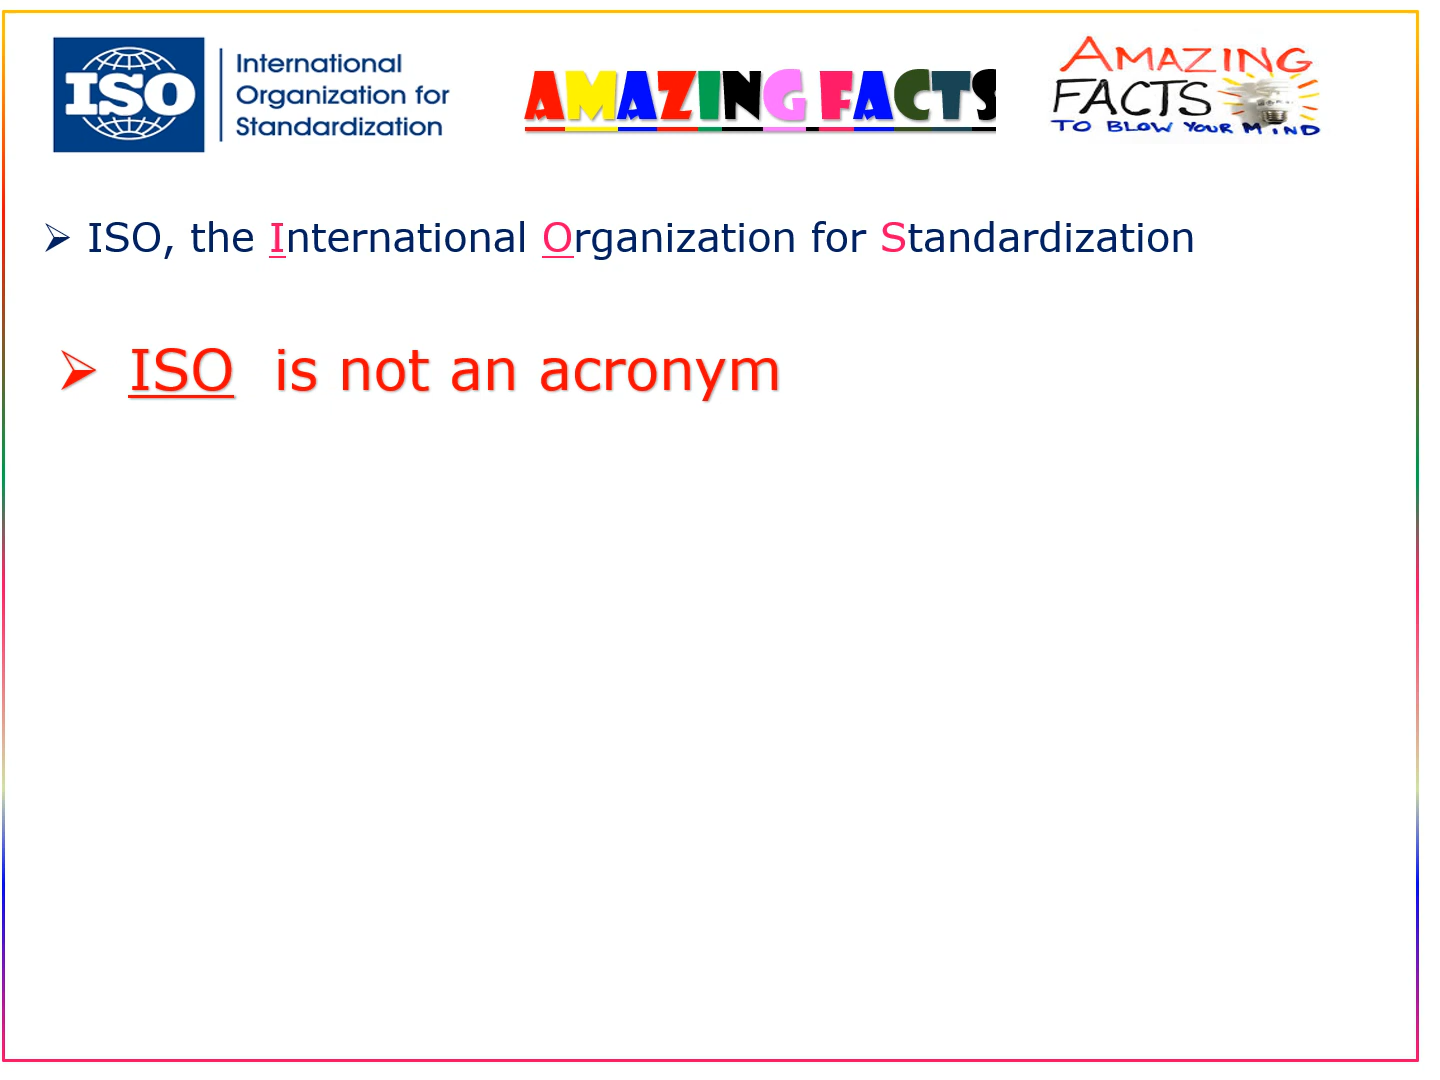 ISO
International
Organization for
Standardization
AMAZING FACTS
AMAZING
FACTS
TO BLOW YOUR MIND
➢ ISO, the International Organization for Standardization
➢ ISO is not an acronym